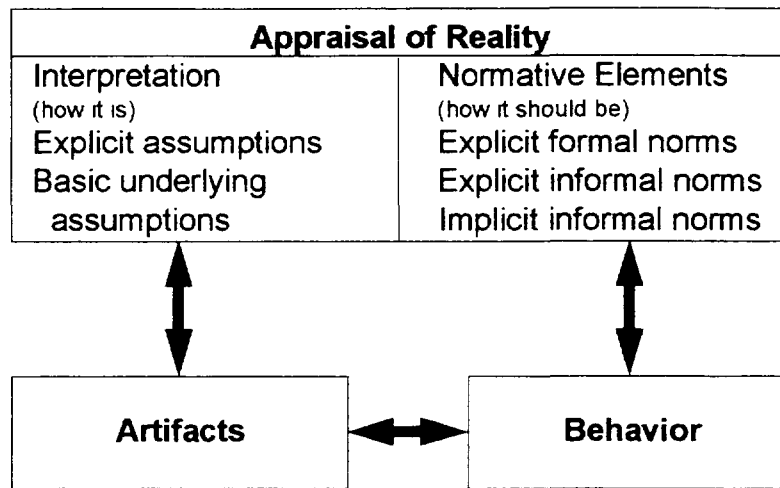 Appraisal of Reality
Interpretation
(how it is)
Explicit assumptions
Basic underlying
assumptions
Normative Elements
(how it should be)
Explicit formal norms
Explicit informal norms
Implicit informal norms
Artifacts
Behavior